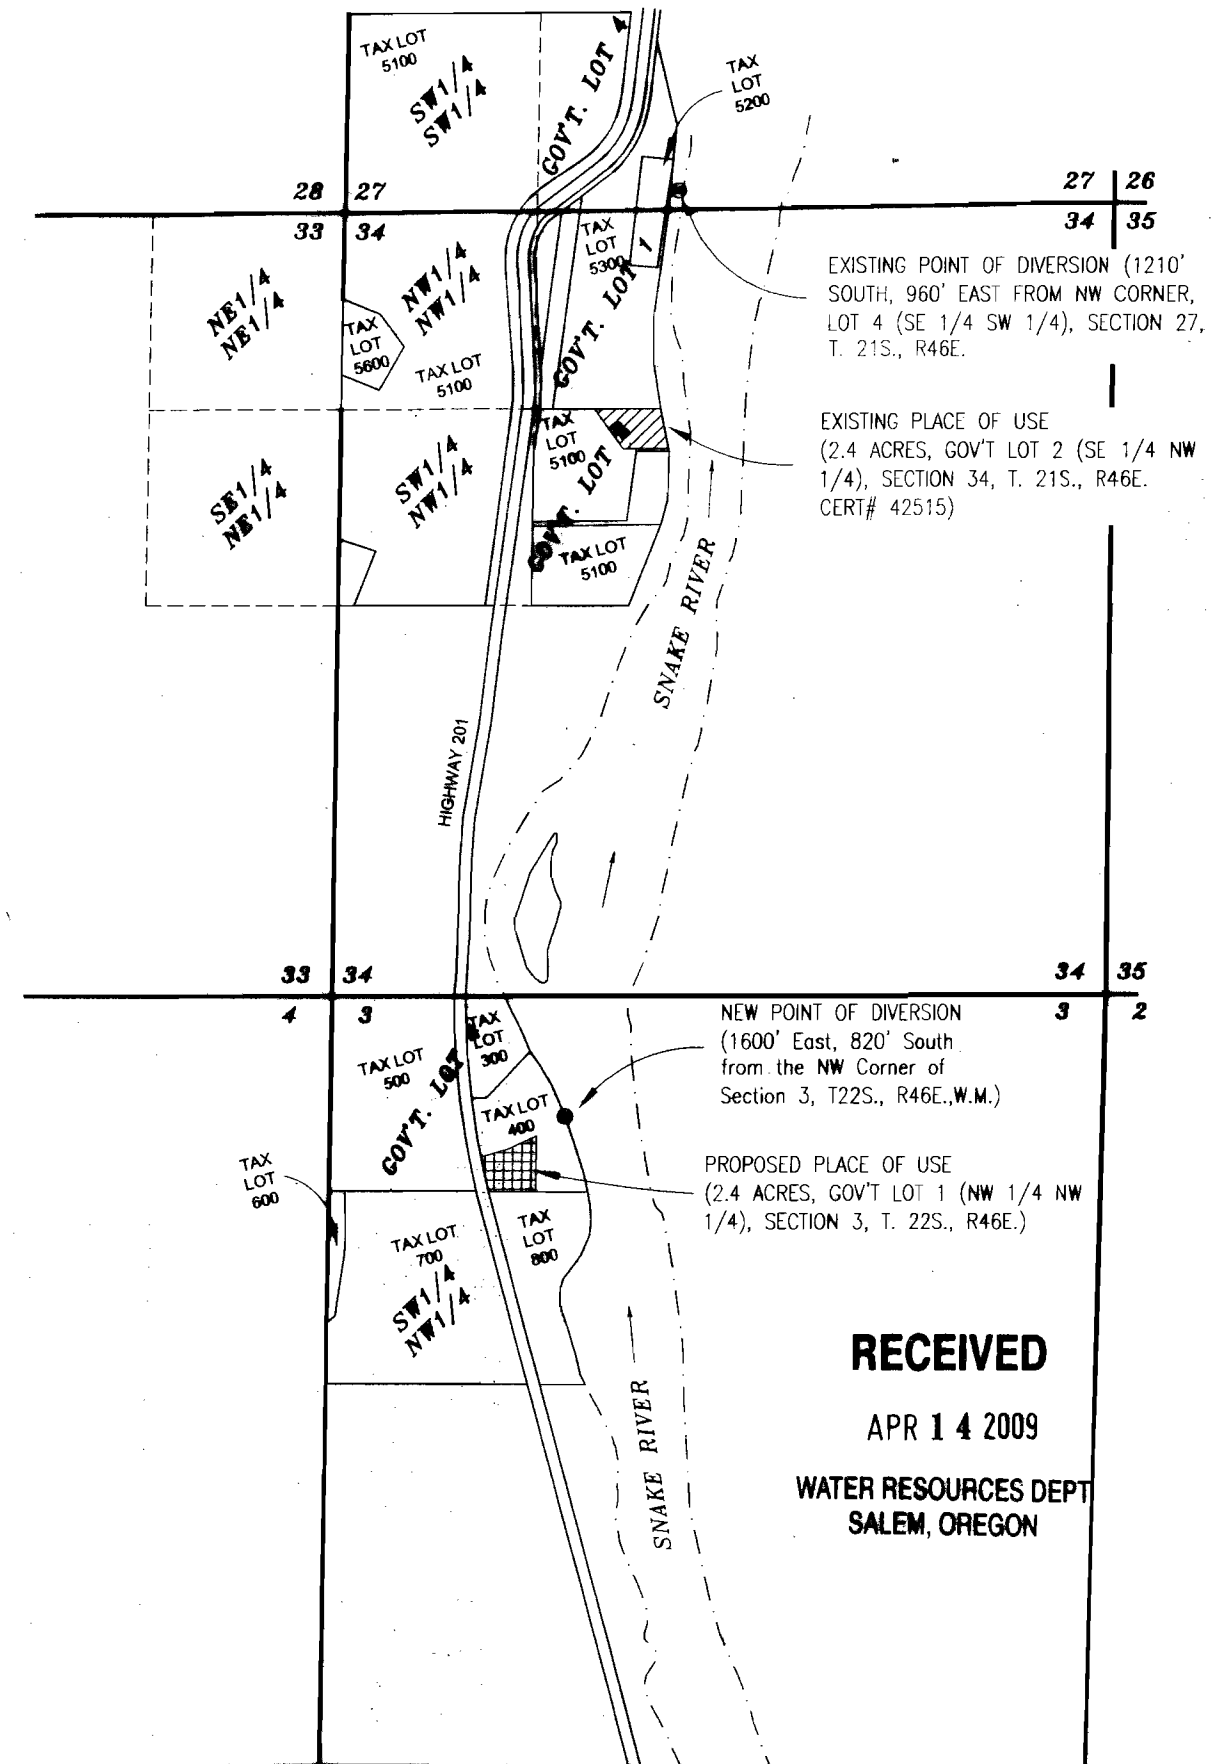 TAX LOT
5100
SW1/4
SW1/4
GOV'T. LOT 4
TAX
LOT
5200
28 27
27 26
33 34
34 35
TAX
LOT
5300
1
GOV'T. LOT
NE1/4
NE1/4
NW1/4
NW1/4
TAX
LOT
5600
TAX LOT
5100
EXISTING POINT OF DIVERSION (1210'
SOUTH, 960' EAST FROM NW CORNER,
LOT 4 (SE 1/4 SW 1/4), SECTION 27,
T. 21S., R46E.
EXISTING PLACE OF USE
(2.4 ACRES, GOV'T LOT 2 (SE 1/4 NW
1/4), SECTION 34, T. 21S., R46E.
CERT# 42515)
TAX
LOT
5100
GOV'T. LOT
SE1/4
NE1/4
SW1/4
NW1/4
TAX LOT
5100
SNAKE RIVER
HIGHWAY 201
33 34
34 35
4 3
3 2
NEW POINT OF DIVERSION
(1600' East, 820' South
from the NW Corner of
Section 3, T22S., R46E.,W.M.)
TAX
LOT
300
TAX LOT
500
GOV'T. LOT
TAX LOT
400
PROPOSED PLACE OF USE
(2.4 ACRES, GOV'T LOT 1 (NW 1/4 NW
1/4), SECTION 3, T. 22S., R46E.)
TAX
LOT
600
TAX LOT
700
TAX
LOT
800
SW1/4
NW1/4
SNAKE RIVER
RECEIVED
APR 14 2009
WATER RESOURCES DEPT
SALEM, OREGON